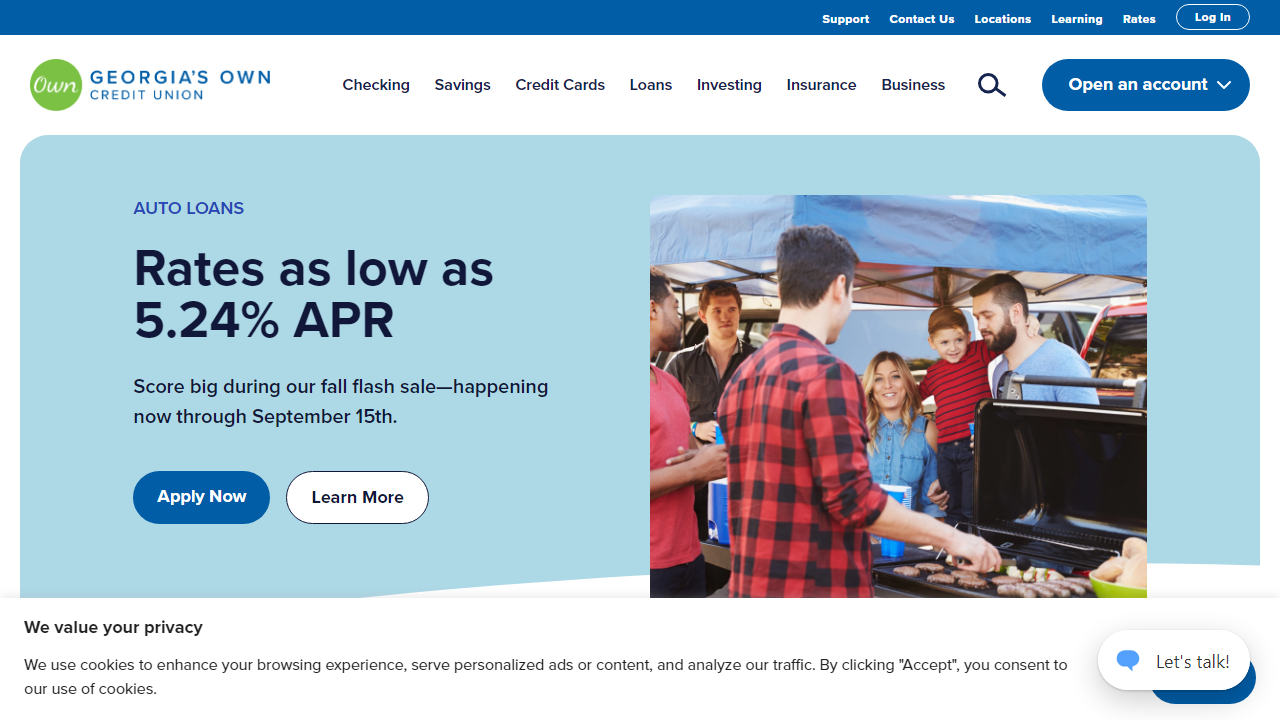 Support Contact Us Locations Learning Rates Log In
Own GEORGIA'S OWN
CREDIT UNION
Checking Savings Credit Cards Loans Investing Insurance Business Open an account
AUTO LOANS
Rates as low as
5.24% APR
Score big during our fall flash sale—happening
now through September 15th.
Apply Now Learn More
We value your privacy
We use cookies to enhance your browsing experience, serve personalized ads or content, and analyze our traffic. By clicking "Accept", you consent to
our use of cookies.
Let's talk!